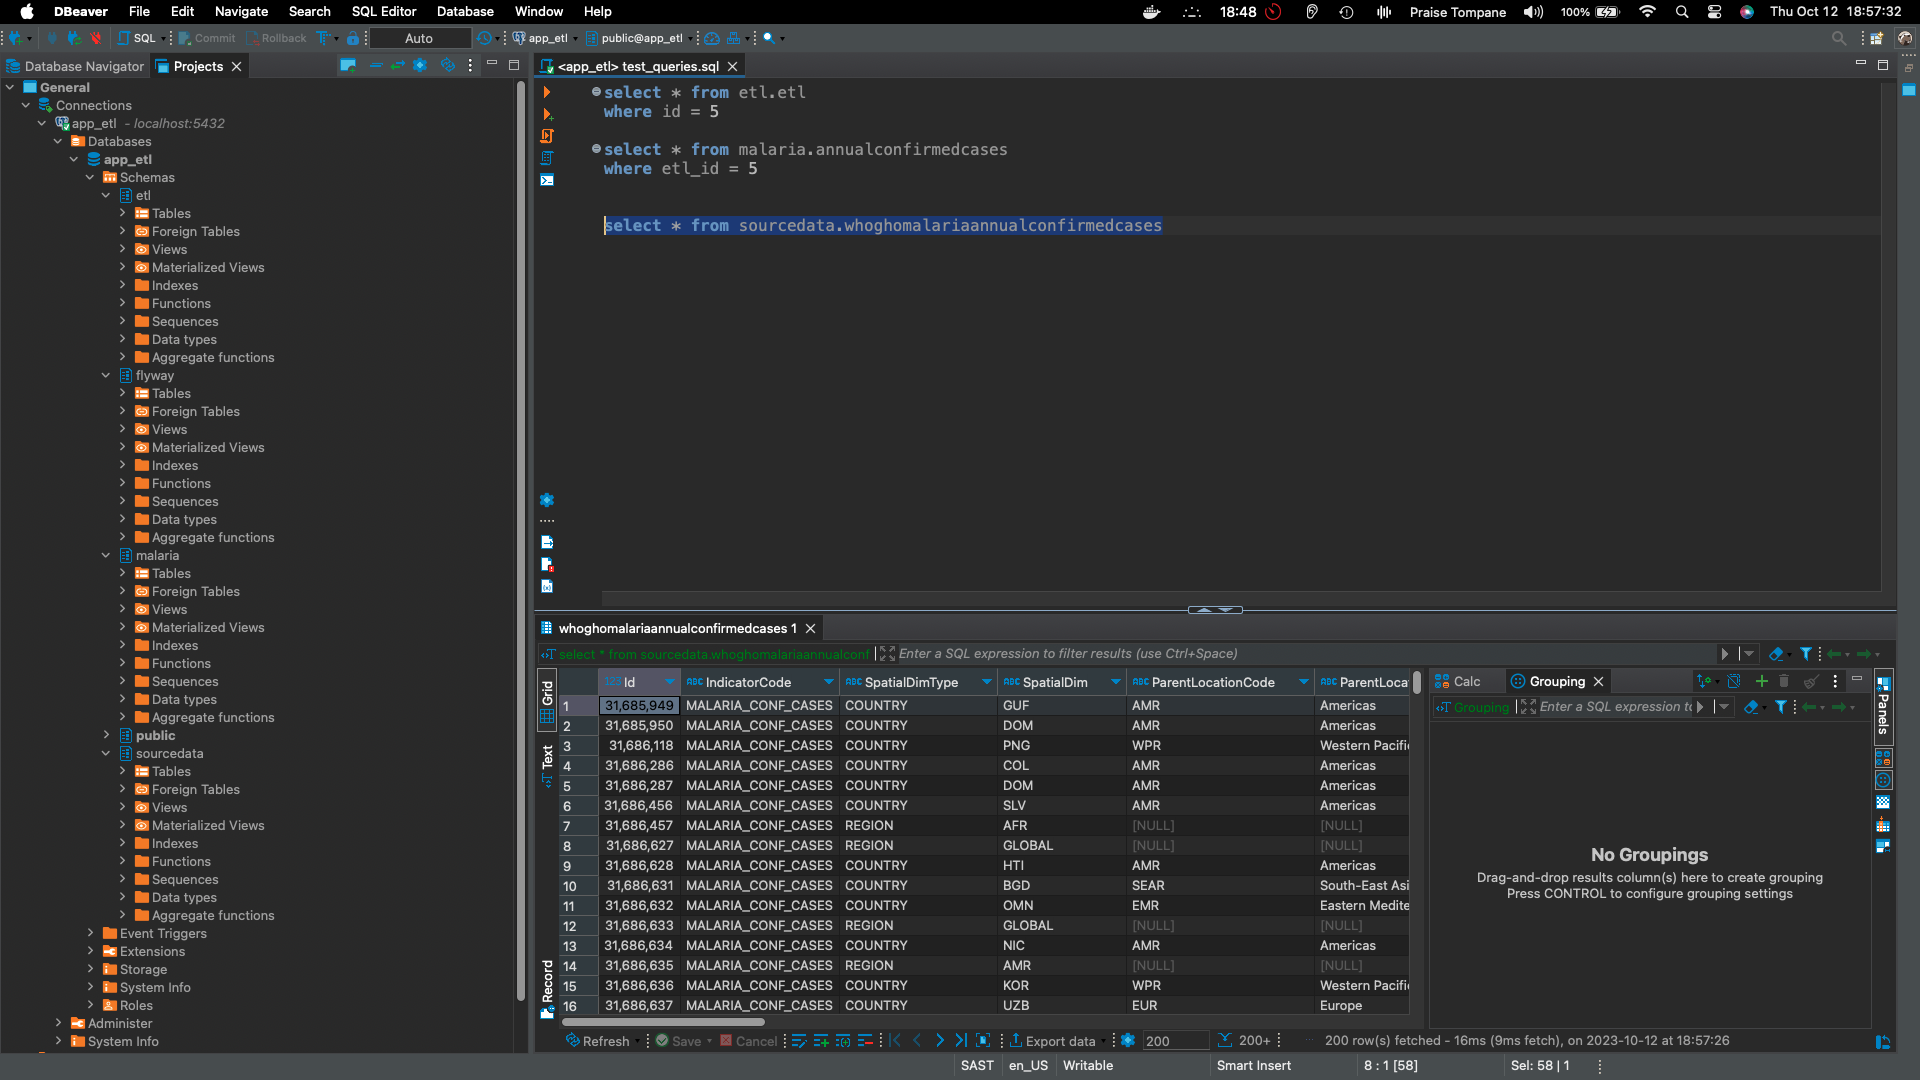 DBeaver File Edit Navigate Search SQL Editor Database Window Help
18:48 Praise Tompane 100% Thu Oct 12 18:57:32
SQL Commit Rollback Auto app_etl public@app_etl
Database Navigator Projects
General
Connections
app_etl - localhost:5432
Databases
app_etl
Schemas
etl
Tables
Foreign Tables
Views
Materialized Views
Indexes
Functions
Sequences
Data types
Aggregate functions
flyway
Tables
Foreign Tables
Views
Materialized Views
Indexes
Functions
Sequences
Data types
Aggregate functions
malaria
Tables
Foreign Tables
Views
Materialized Views
Indexes
Functions
Sequences
Data types
Aggregate functions
public
sourcedata
Tables
Foreign Tables
Views
Materialized Views
Indexes
Functions
Sequences
Data types
Aggregate functions
Event Triggers
Extensions
Storage
System Info
Roles
Administer
System Info
<app_etl> test_queries.sql
select * from etl.etl
where id = 5
select * from malaria.annualconfirmedcases
where etl_id = 5
select * from sourcedata.whoghomalariaannualconfirmedcases
whoghomalariaannualconfirmedcases 1
select * from sourcedata.whoghomalariaannualconf Enter a SQL expression to filter results (use Ctrl+Space)
Grid
Text
Record
123 Id ABC IndicatorCode ABC SpatialDimType ABC SpatialDim ABC ParentLocationCode ABC ParentLoca
1 31,685,949 MALARIA_CONF_CASES COUNTRY GUF AMR Americas
2 31,685,950 MALARIA_CONF_CASES COUNTRY DOM AMR Americas
3 31,686,118 MALARIA_CONF_CASES COUNTRY PNG WPR Western Pacifi
4 31,686,286 MALARIA_CONF_CASES COUNTRY COL AMR Americas
5 31,686,287 MALARIA_CONF_CASES COUNTRY DOM AMR Americas
6 31,686,456 MALARIA_CONF_CASES COUNTRY SLV AMR Americas
7 31,686,457 MALARIA_CONF_CASES REGION AFR [NULL] [NULL]
8 31,686,627 MALARIA_CONF_CASES REGION GLOBAL [NULL] [NULL]
9 31,686,628 MALARIA_CONF_CASES COUNTRY HTI AMR Americas
10 31,686,631 MALARIA_CONF_CASES COUNTRY BGD SEAR South-East Asi
11 31,686,632 MALARIA_CONF_CASES COUNTRY OMN EMR Eastern Medite
12 31,686,633 MALARIA_CONF_CASES REGION GLOBAL [NULL] [NULL]
13 31,686,634 MALARIA_CONF_CASES COUNTRY NIC AMR Americas
14 31,686,635 MALARIA_CONF_CASES REGION AMR [NULL] [NULL]
15 31,686,636 MALARIA_CONF_CASES COUNTRY KOR WPR Western Pacifi
16 31,686,637 MALARIA_CONF_CASES COUNTRY UZB EUR Europe
Calc Grouping
Grouping Enter a SQL expression to
No Groupings
Drag-and-drop results column(s) here to create grouping
Press CONTROL to configure grouping settings
Panels
Refresh Save Cancel Export data 200 200+ 200 row(s) fetched - 16ms (9ms fetch), on 2023-10-12 at 18:57:26
SAST en_US Writable Smart Insert 8 : 1 [58] Sel: 58 | 1